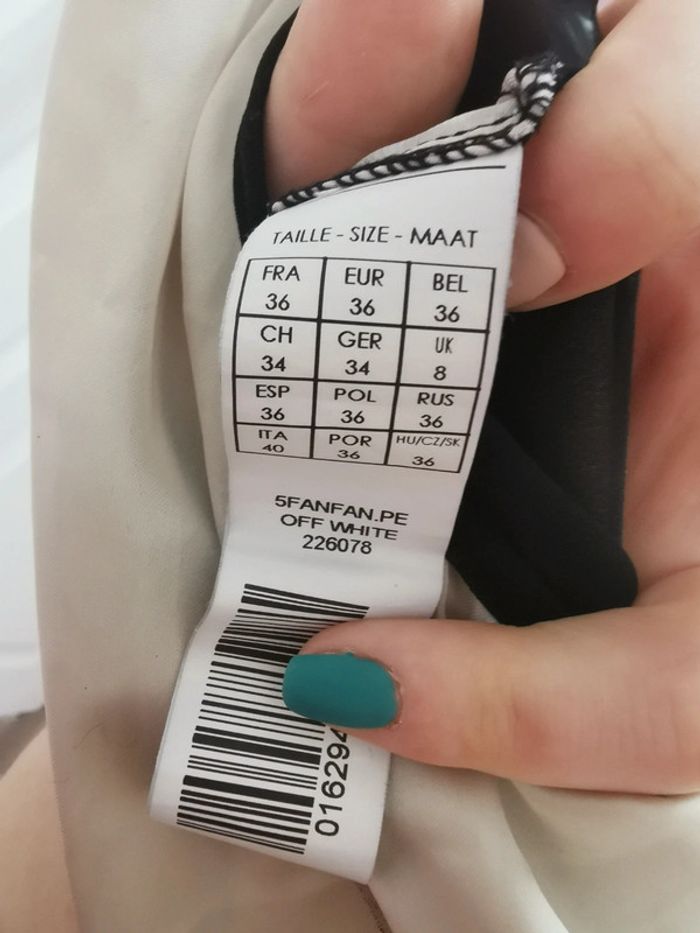 TAILLE - SIZE - MAAT
FRA EUR BEL
36 36 36
CH GER UK
34 34 8
ESP POL RUS
36 36 36
ITA POR HU/CZ/SK
40 36 36
5FANFAN.PE
OFF WHITE
226078